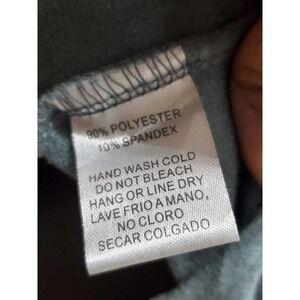 90% POLYESTER
10% SPANDEX
HAND WASH COLD
DO NOT BLEACH
HANG OR LINE DRY
LAVE FRIO A MANO,
NO CLORO
SECAR COLGADO